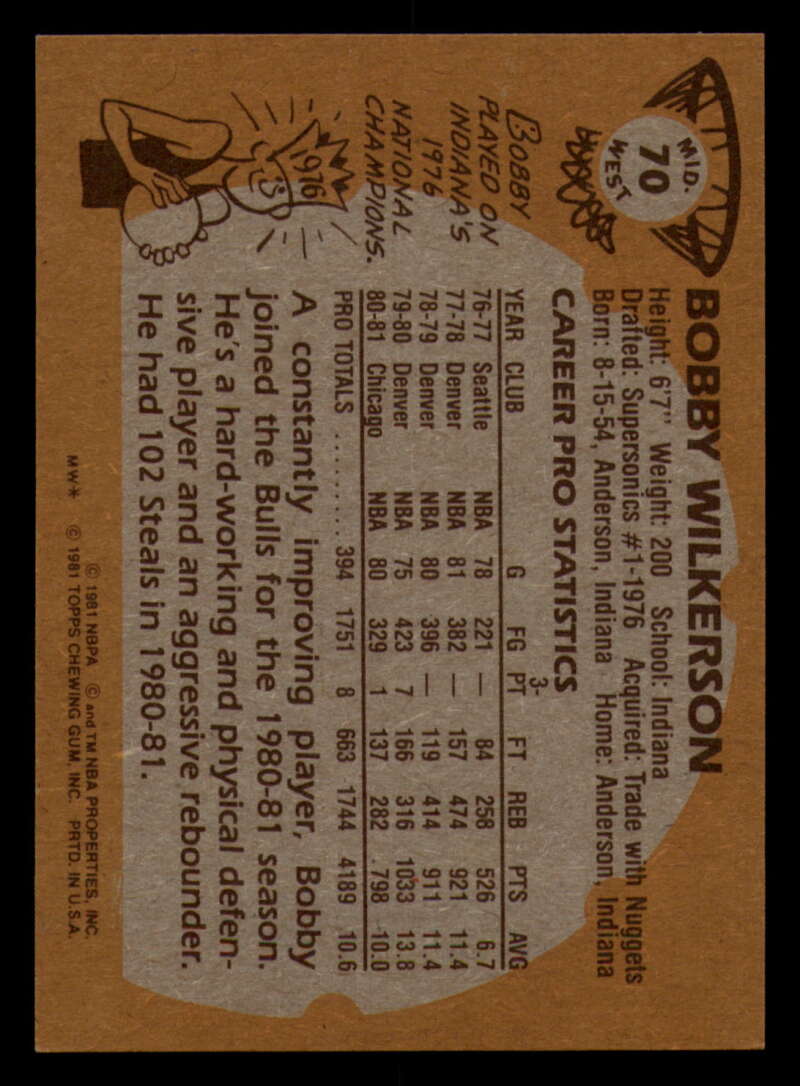 MID.
70
WEST
BOBBY WILKERSON
Height: 6'7" Weight: 200 School: Indiana
Drafted: Supersonics #1-1976 Acquired: Trade with Nuggets
Born: 8-15-54, Anderson, Indiana Home: Anderson, Indiana
CAREER PRO STATISTICS
YEAR CLUB G FG 3-PT FT REB PTS AVG
76-77 Seattle NBA 78 221 — 84 258 526 6.7
77-78 Denver NBA 81 382 — 157 474 921 11.4
78-79 Denver NBA 80 396 — 119 414 911 11.4
79-80 Denver NBA 75 423 7 166 316 1033 13.8
80-81 Chicago NBA 80 329 1 137 282 798 10.0
PRO TOTALS .......... 394 1751 8 663 1744 4189 10.6
BOBBY
PLAYED ON
INDIANA'S
1976
NATIONAL
CHAMPIONS.
1976
A constantly improving player, Bobby
joined the Bulls for the 1980-81 season.
He's a hard-working and physical defen-
sive player and an aggressive rebounder.
He had 102 Steals in 1980-81.
© 1981 NBPA © and TM NBA PROPERTIES, INC.
MW* © 1981 TOPPS CHEWING GUM, INC. PRTD. IN U.S.A.